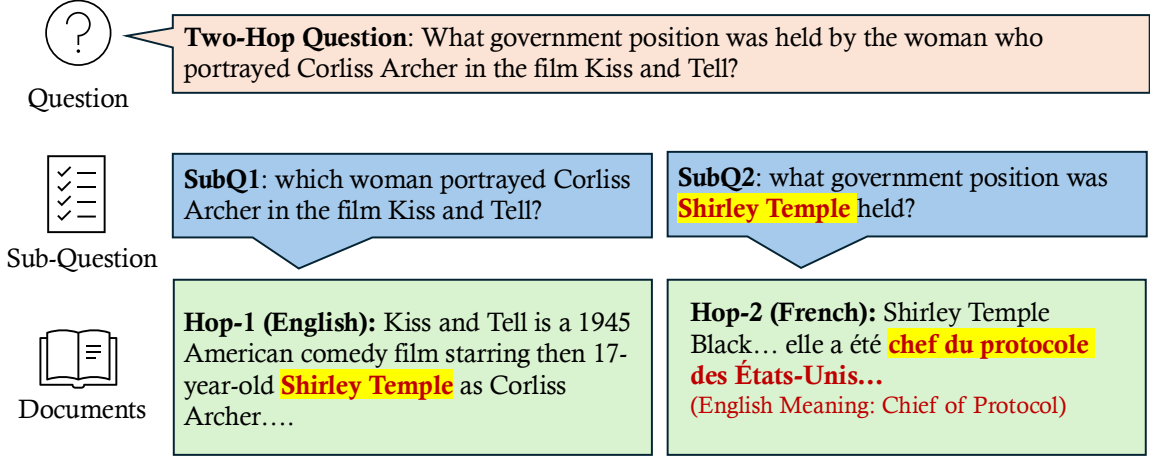 ?
Question
Two-Hop Question: What government position was held by the woman who
portrayed Corliss Archer in the film Kiss and Tell?
Sub-Question
SubQ1: which woman portrayed Corliss
Archer in the film Kiss and Tell?
SubQ2: what government position was
Shirley Temple held?
Documents
Hop-1 (English): Kiss and Tell is a 1945
American comedy film starring then 17-
year-old Shirley Temple as Corliss
Archer….
Hop-2 (French): Shirley Temple
Black… elle a été chef du protocole
des États-Unis…
(English Meaning: Chief of Protocol)